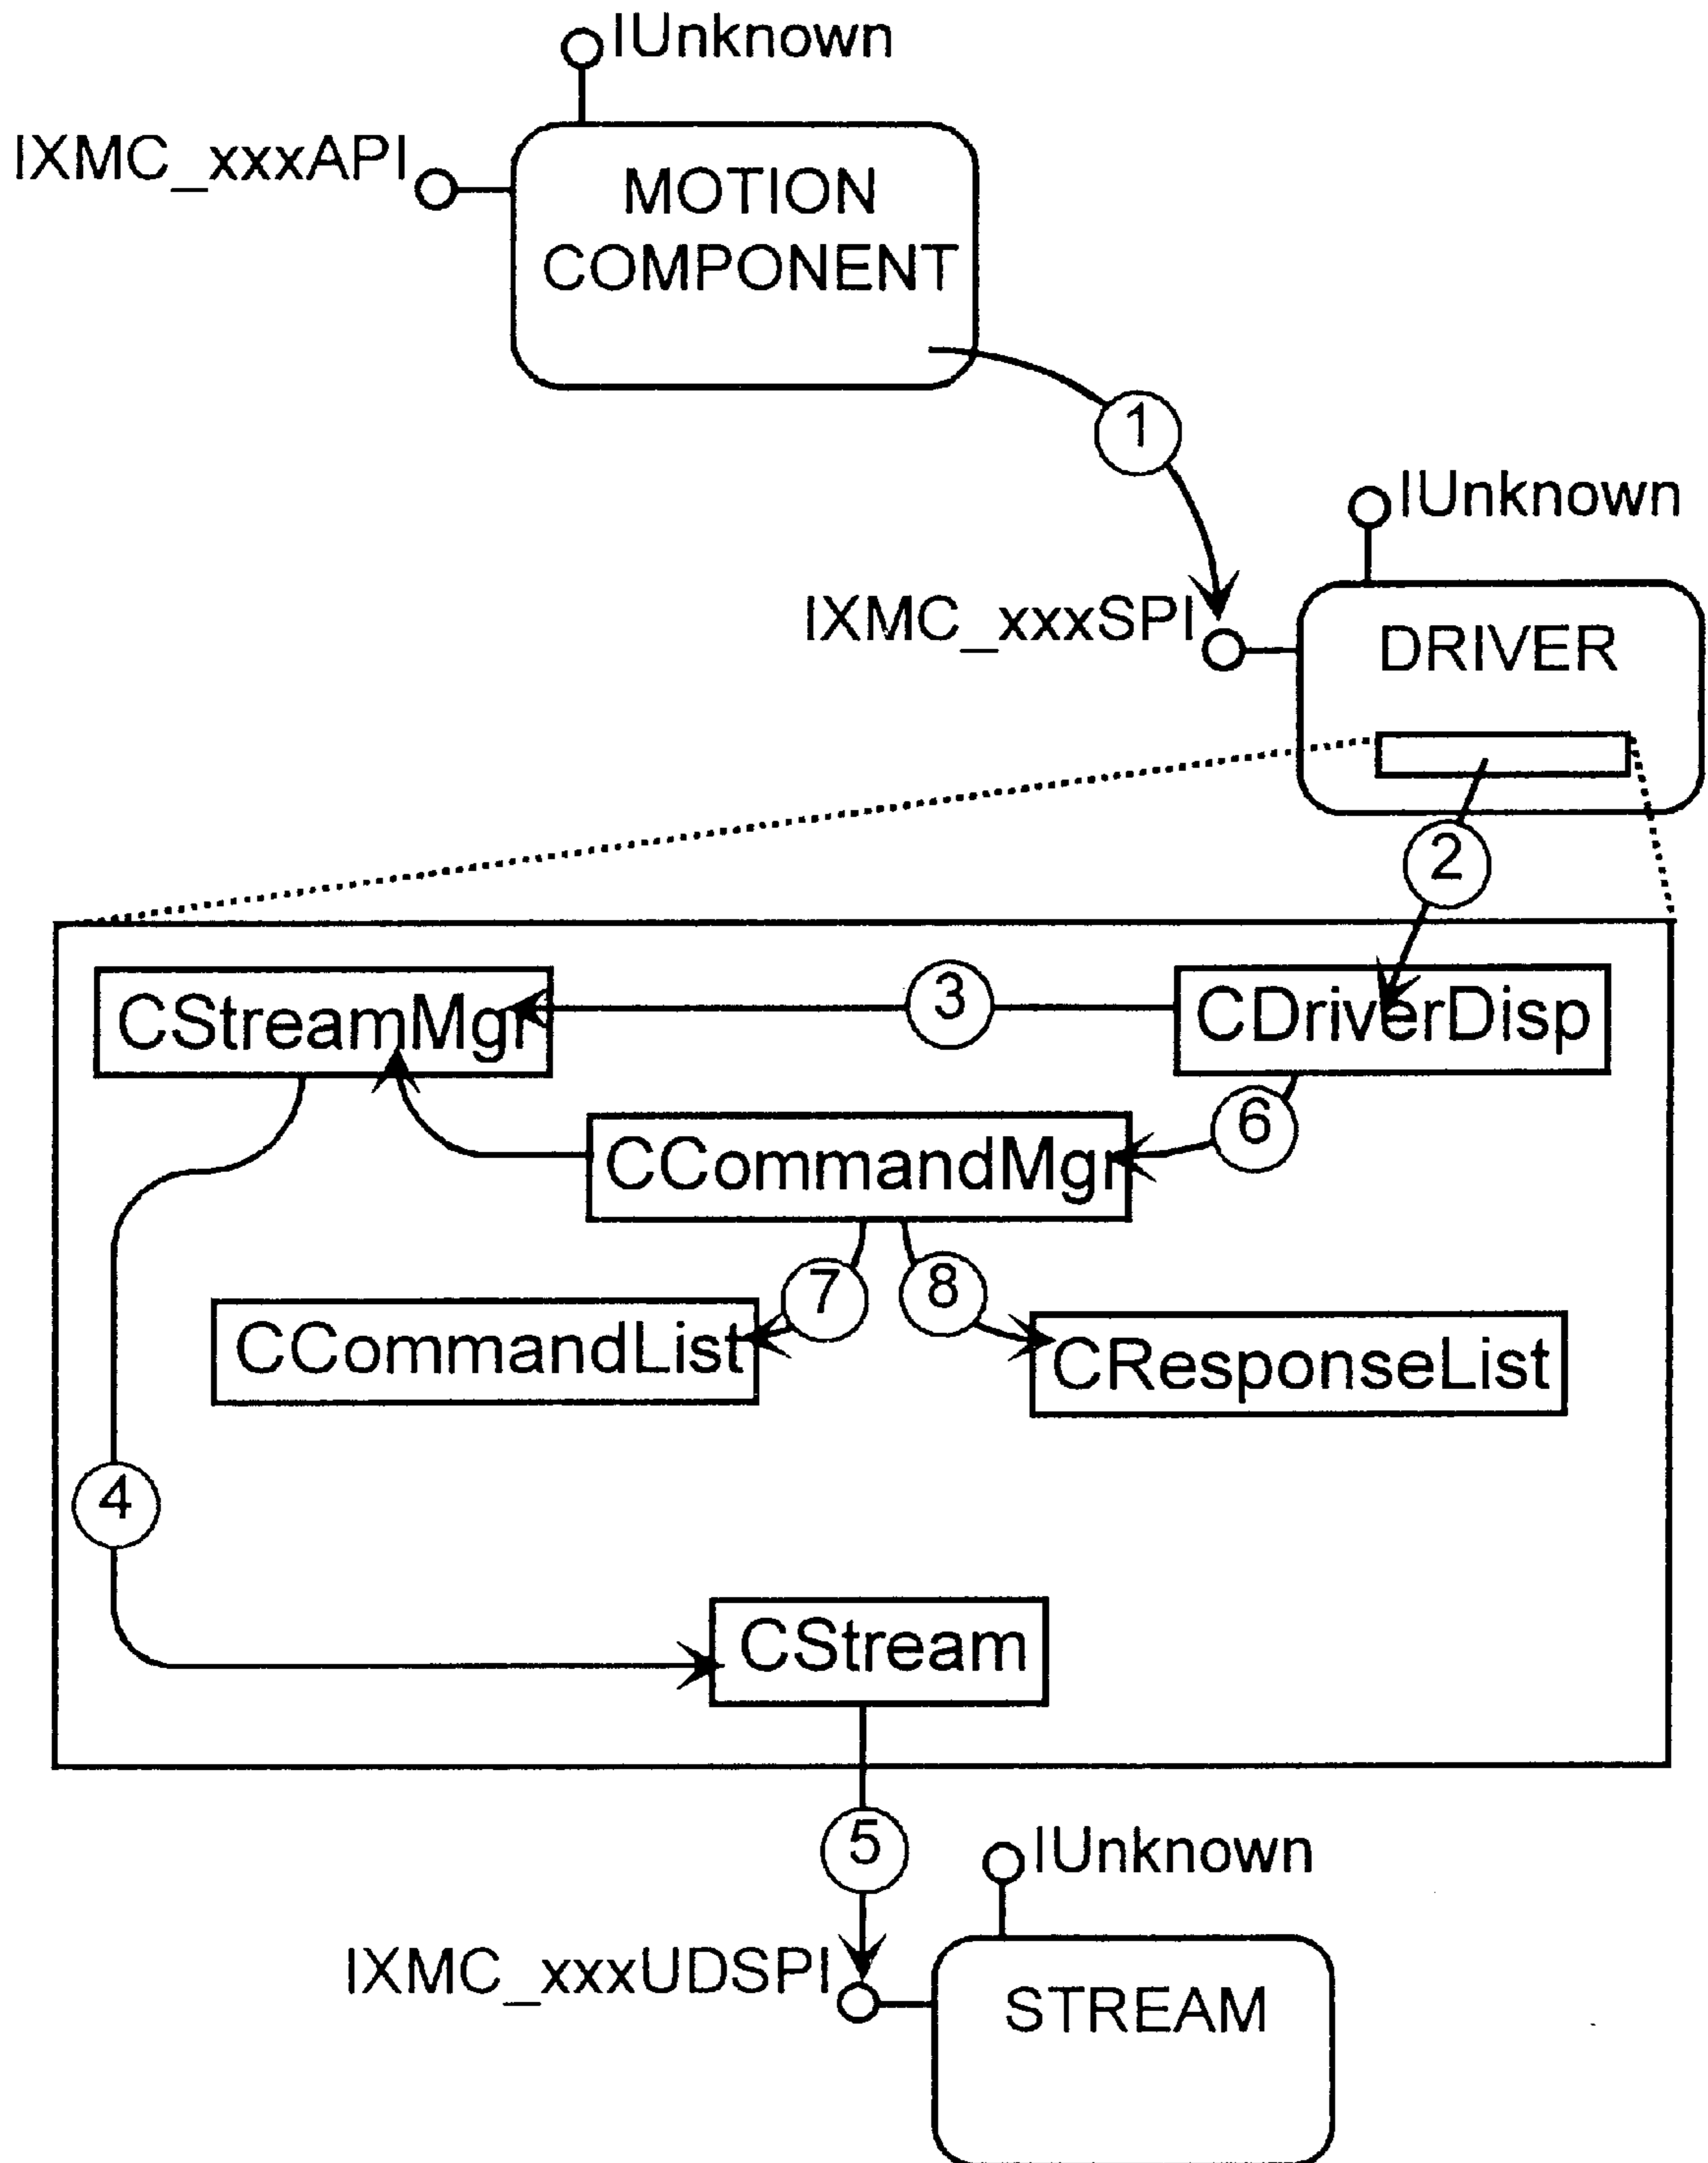 IUnknown
IXMC_xxxAPI
MOTION
COMPONENT
1
IUnknown
IXMC_xxxSPI
DRIVER
2
CStreamMgr
3
CDriverDisp
6
CCommandMgr
7
8
CCommandList
CResponseList
4
CStream
5
IUnknown
IXMC_xxxUDSPI
STREAM